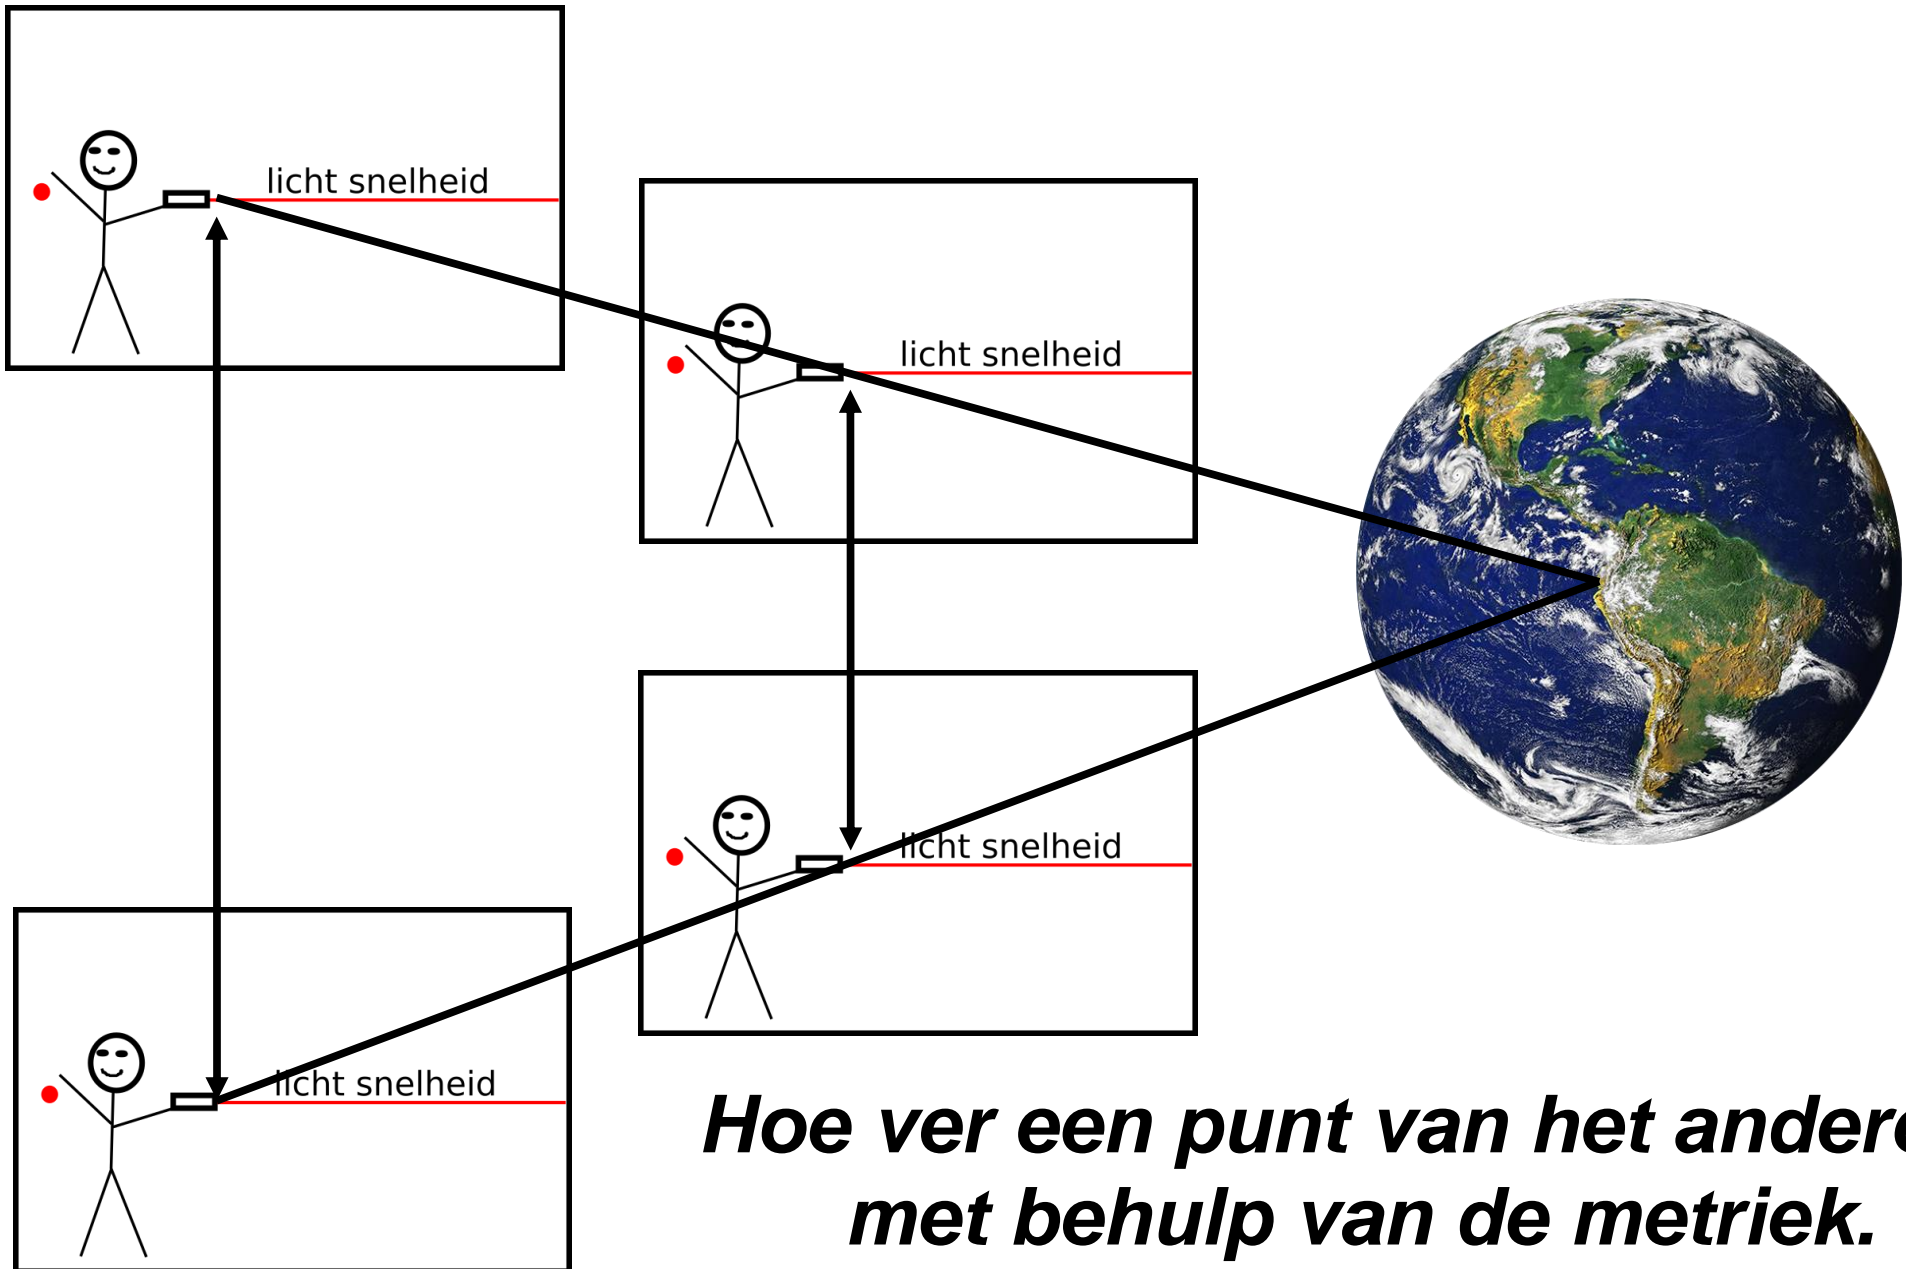 licht snelheid
licht snelheid
licht snelheid
licht snelheid
Hoe ver een punt van het andere
met behulp van de metriek.